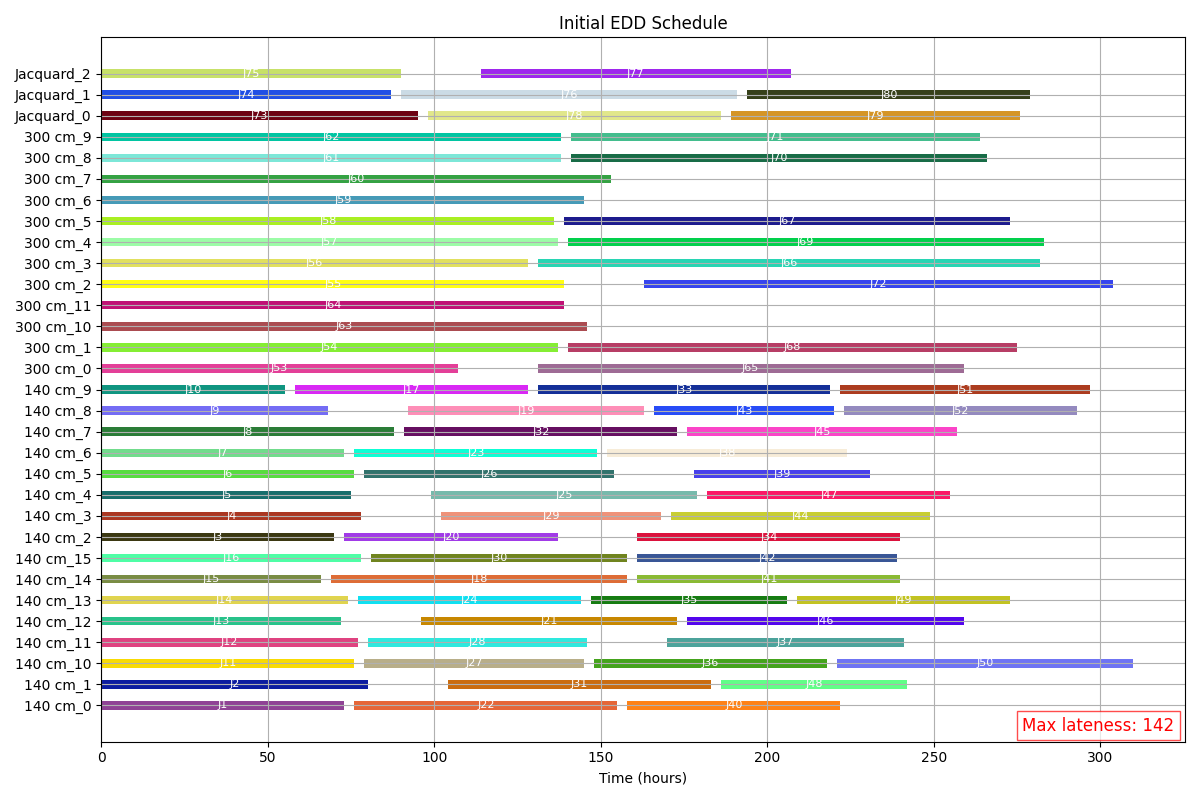 Initial EDD Schedule
Jacquard_2 J75 J77
Jacquard_1 J74 J76 J80
Jacquard_0 J73 J78 J79
300 cm_9 J62 J71
300 cm_8 J61 J70
300 cm_7 J60
300 cm_6 J59
300 cm_5 J58 J67
300 cm_4 J57 J69
300 cm_3 J56 J66
300 cm_2 J55 J72
300 cm_11 J64
300 cm_10 J63
300 cm_1 J54 J68
300 cm_0 J53 J65
140 cm_9 J10 J17 J33 J51
140 cm_8 J9 J19 J43 J52
140 cm_7 J8 J32 J45
140 cm_6 J7 J23 J38
140 cm_5 J6 J26 J39
140 cm_4 J5 J25 J47
140 cm_3 J4 J29 J44
140 cm_2 J3 J20 J34
140 cm_15 J16 J30 J42
140 cm_14 J15 J18 J41
140 cm_13 J14 J24 J35 J49
140 cm_12 J13 J21 J46
140 cm_11 J12 J28 J37
140 cm_10 J11 J27 J36 J50
140 cm_1 J2 J31 J48
140 cm_0 J1 J22 J40
Max lateness: 142
0 50 100 150 200 250 300
Time (hours)